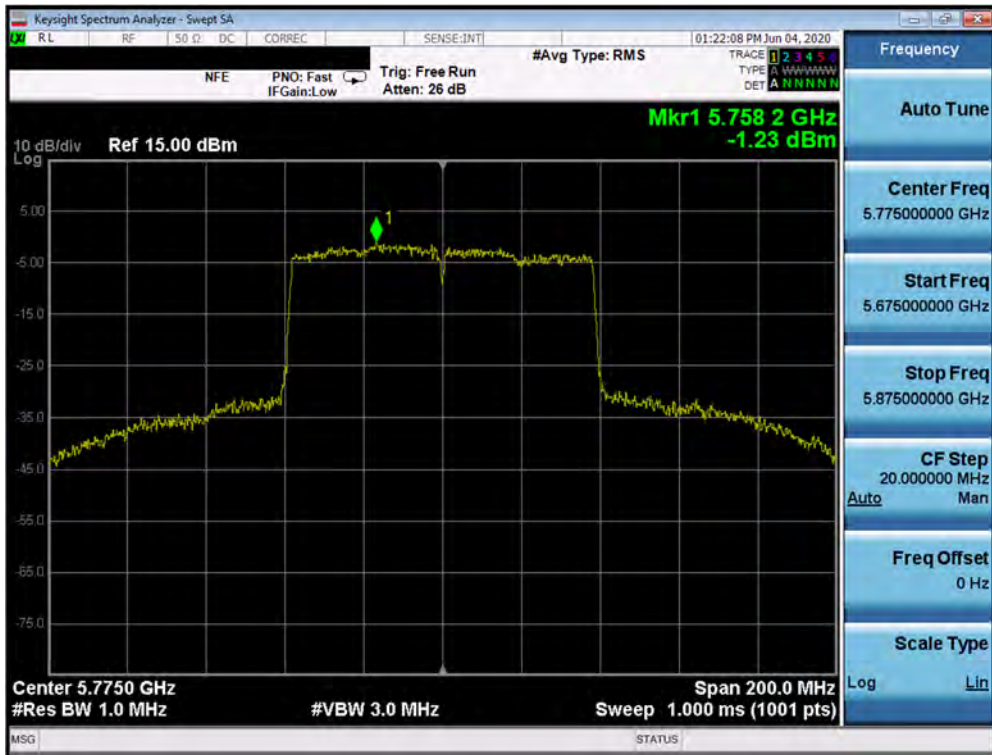 Keysight Spectrum Analyzer - Swept SA
LXI RL RF 50 Ω DC CORREC SENSE:INT 01:22:08 PM Jun 04, 2020
NFE PNO: Fast Trig: Free Run #Avg Type: RMS TRACE 1 2 3 4 5 6
IFGain:Low Atten: 26 dB TYPE A WWWWW
DET A N N N N N
Mkr1 5.758 2 GHz
-1.23 dBm
10 dB/div Ref 15.00 dBm
Log
1
5.00
-5.00
-15.0
-25.0
-35.0
-45.0
-55.0
-65.0
-75.0
Center 5.7750 GHz Span 200.0 MHz
#Res BW 1.0 MHz #VBW 3.0 MHz Sweep 1.000 ms (1001 pts)
MSG STATUS
Frequency
Auto Tune
Center Freq
5.775000000 GHz
Start Freq
5.675000000 GHz
Stop Freq
5.875000000 GHz
CF Step
20.000000 MHz
Auto Man
Freq Offset
0 Hz
Scale Type
Log Lin